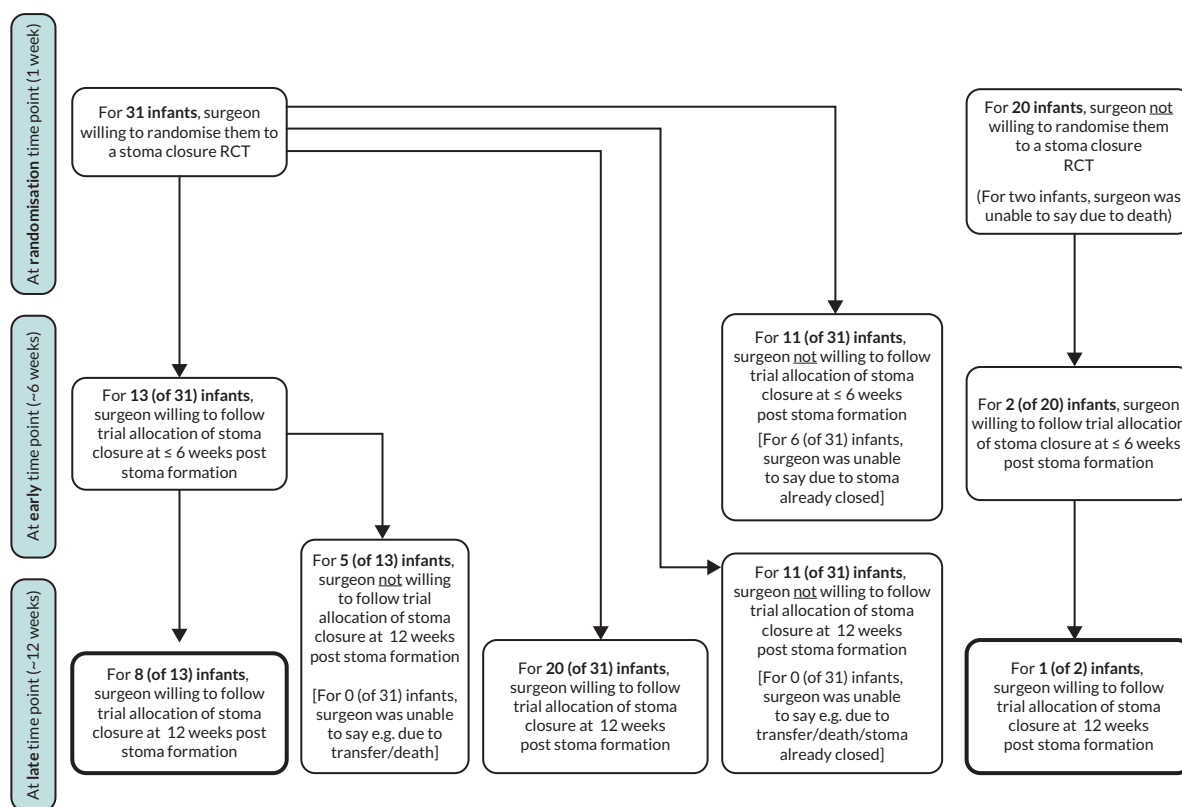 At randomisation time point (1 week)
For 31 infants, surgeon
willing to randomise them to
a stoma closure RCT
For 20 infants, surgeon not
willing to randomise them
to a stoma closure
RCT
(For two infants, surgeon was
unable to say due to death)
At early time point (~6 weeks)
For 13 (of 31) infants,
surgeon willing to follow
trial allocation of stoma
closure at ≤ 6 weeks post
stoma formation
For 11 (of 31) infants,
surgeon not willing to follow
trial allocation of stoma
closure at ≤ 6 weeks
post stoma formation
[For 6 (of 31) infants,
surgeon was unable
to say due to stoma
already closed]
For 2 (of 20) infants, surgeon
willing to follow trial allocation
of stoma closure at ≤ 6 weeks
post stoma formation
At late time point (~12 weeks)
For 8 (of 13) infants,
surgeon willing to follow
trial allocation of stoma
closure at 12 weeks post
stoma formation
For 5 (of 13) infants,
surgeon not willing
to follow trial
allocation of stoma
closure at 12 weeks
post stoma formation
[For 0 (of 31) infants,
surgeon was unable
to say e.g. due to
transfer/death]
For 20 (of 31) infants,
surgeon willing to follow
trial allocation of stoma
closure at 12 weeks
post stoma formation
For 11 (of 31) infants,
surgeon not willing to follow
trial allocation of stoma
closure at 12 weeks
post stoma formation
[For 0 (of 31) infants,
surgeon was unable
to say e.g. due to
transfer/death/stoma
already closed]
For 1 (of 2) infants,
surgeon willing to follow
trial allocation of stoma
closure at 12 weeks
post stoma formation